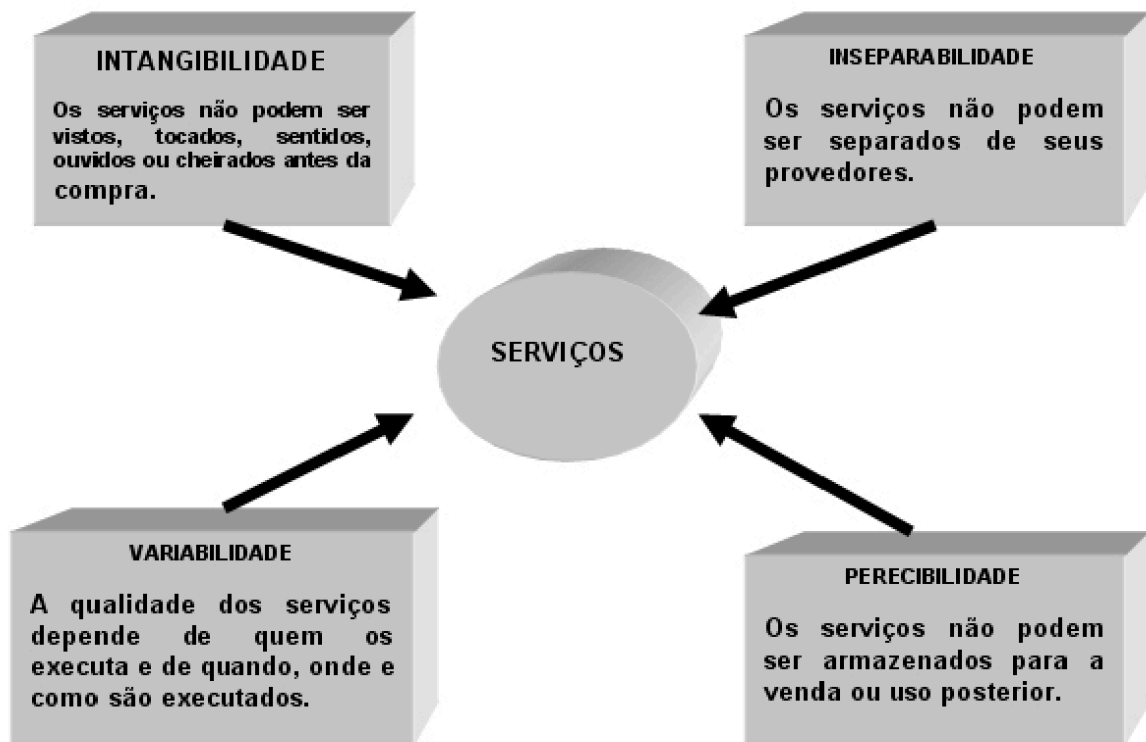 INTANGIBILIDADE
Os serviços não podem ser
vistos, tocados, sentidos,
ouvidos ou cheirados antes da
compra.
INSEPARABILIDADE
Os serviços não podem
ser separados de seus
provedores.
SERVIÇOS
VARIABILIDADE
A qualidade dos serviços
depende de quem os
executa e de quando, onde e
como são executados.
PERECIBILIDADE
Os serviços não podem
ser armazenados para a
venda ou uso posterior.